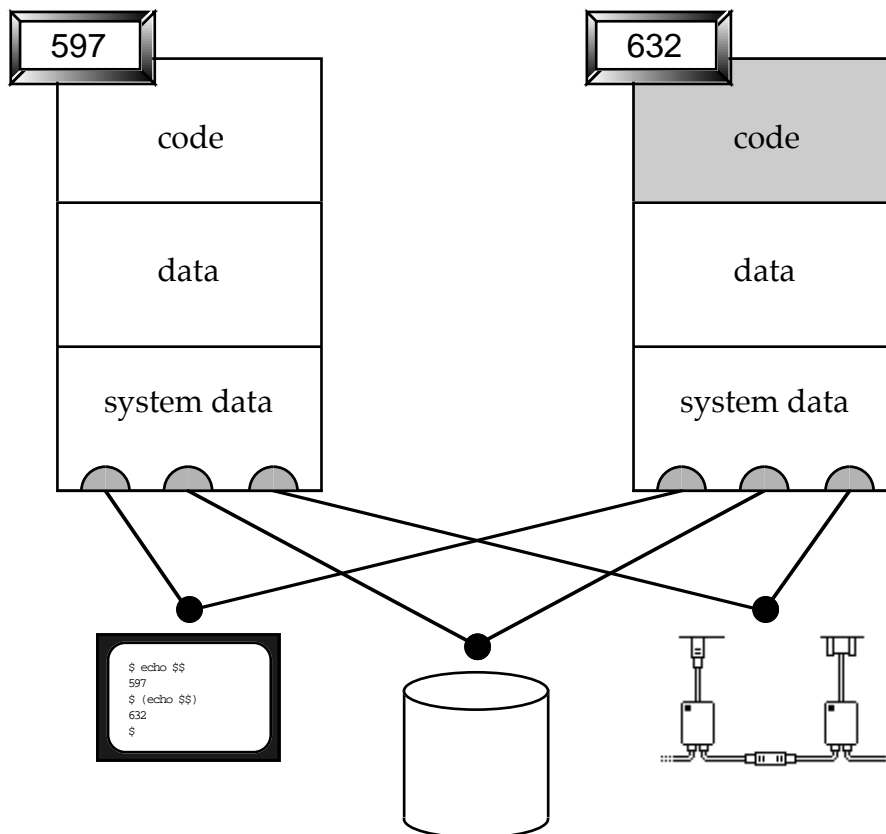 597
632
code
code
data
data
system data
system data
$ echo $$
597
$ (echo $$)
632
$